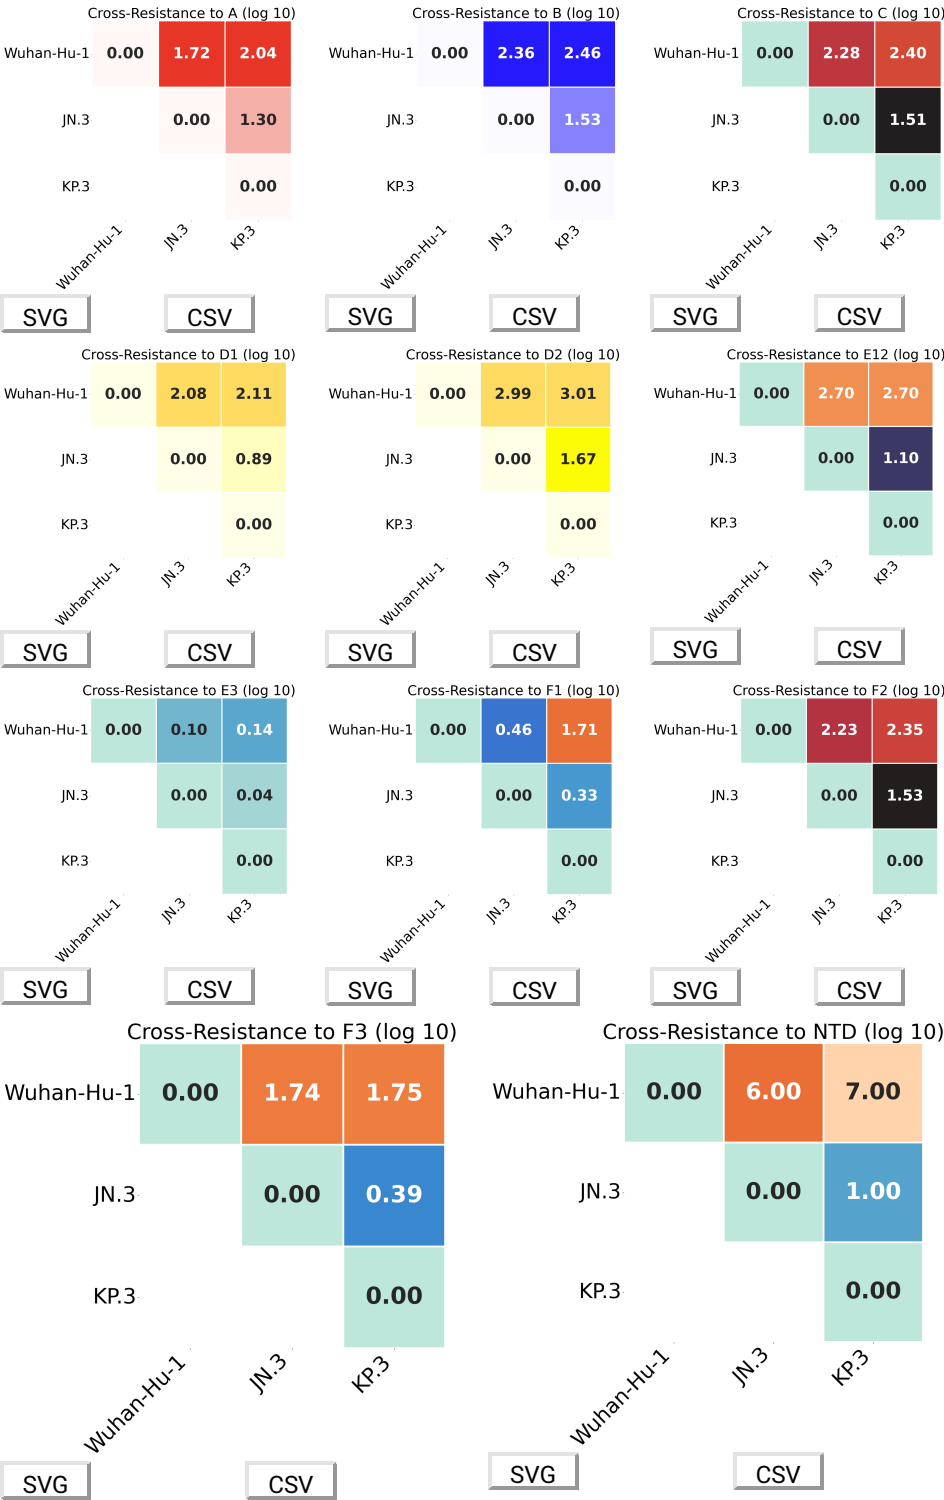 Cross-Resistance to A (log 10)
Wuhan-Hu-1 0.00 1.72 2.04
JN.3 0.00 1.30
KP.3 0.00
Wuhan-Hu-1 JN.3 KP.3
SVG CSV
Cross-Resistance to B (log 10)
Wuhan-Hu-1 0.00 2.36 2.46
JN.3 0.00 1.53
KP.3 0.00
Wuhan-Hu-1 JN.3 KP.3
SVG CSV
Cross-Resistance to C (log 10)
Wuhan-Hu-1 0.00 2.28 2.40
JN.3 0.00 1.51
KP.3 0.00
Wuhan-Hu-1 JN.3 KP.3
SVG CSV
Cross-Resistance to D1 (log 10)
Wuhan-Hu-1 0.00 2.08 2.11
JN.3 0.00 0.89
KP.3 0.00
Wuhan-Hu-1 JN.3 KP.3
SVG CSV
Cross-Resistance to D2 (log 10)
Wuhan-Hu-1 0.00 2.99 3.01
JN.3 0.00 1.67
KP.3 0.00
Wuhan-Hu-1 JN.3 KP.3
SVG CSV
Cross-Resistance to E12 (log 10)
Wuhan-Hu-1 0.00 2.70 2.70
JN.3 0.00 1.10
KP.3 0.00
Wuhan-Hu-1 JN.3 KP.3
SVG CSV
Cross-Resistance to E3 (log 10)
Wuhan-Hu-1 0.00 0.10 0.14
JN.3 0.00 0.04
KP.3 0.00
Wuhan-Hu-1 JN.3 KP.3
SVG CSV
Cross-Resistance to F1 (log 10)
Wuhan-Hu-1 0.00 0.46 1.71
JN.3 0.00 0.33
KP.3 0.00
Wuhan-Hu-1 JN.3 KP.3
SVG CSV
Cross-Resistance to F2 (log 10)
Wuhan-Hu-1 0.00 2.23 2.35
JN.3 0.00 1.53
KP.3 0.00
Wuhan-Hu-1 JN.3 KP.3
SVG CSV
Cross-Resistance to F3 (log 10)
Wuhan-Hu-1 0.00 1.74 1.75
JN.3 0.00 0.39
KP.3 0.00
Wuhan-Hu-1 JN.3 KP.3
SVG CSV
Cross-Resistance to NTD (log 10)
Wuhan-Hu-1 0.00 6.00 7.00
JN.3 0.00 1.00
KP.3 0.00
Wuhan-Hu-1 JN.3 KP.3
SVG CSV